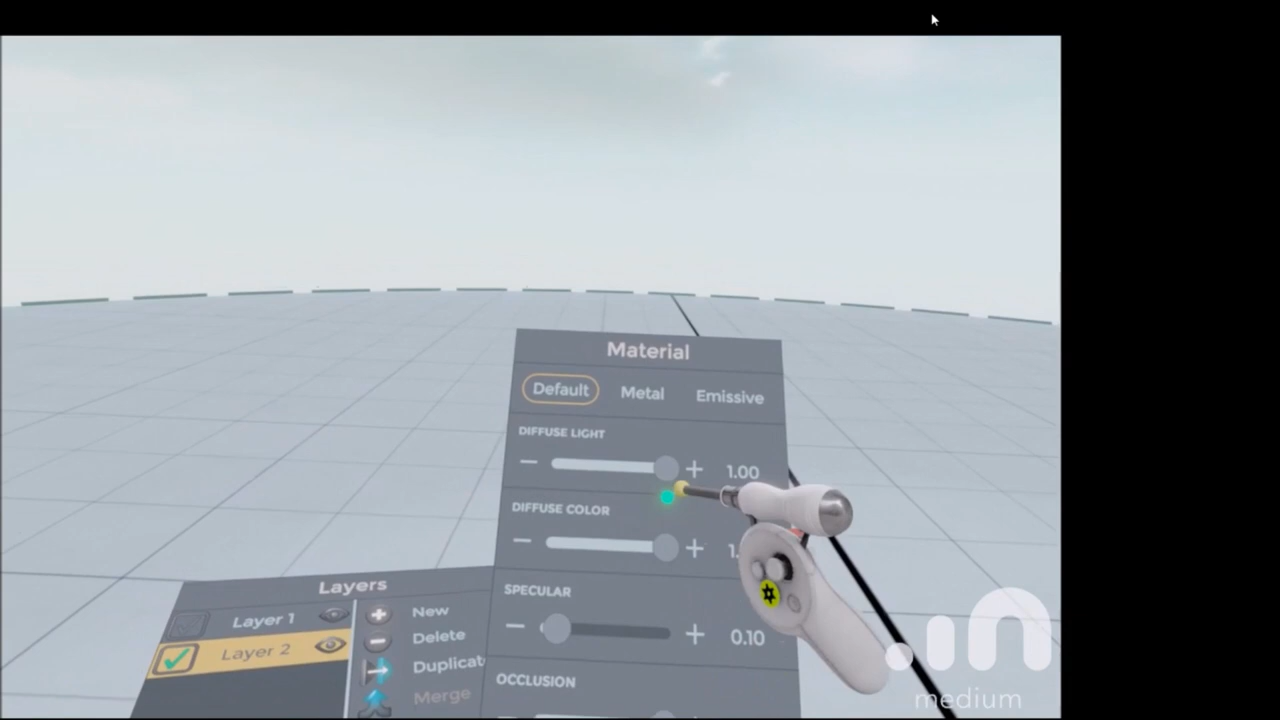 Material
Default Metal Emissive
DIFFUSE LIGHT
1.00
DIFFUSE COLOR
1.
SPECULAR
0.10
OCCLUSION
Layers
Layer 1
Layer 2
New
Delete
Duplicat
Merge
medium